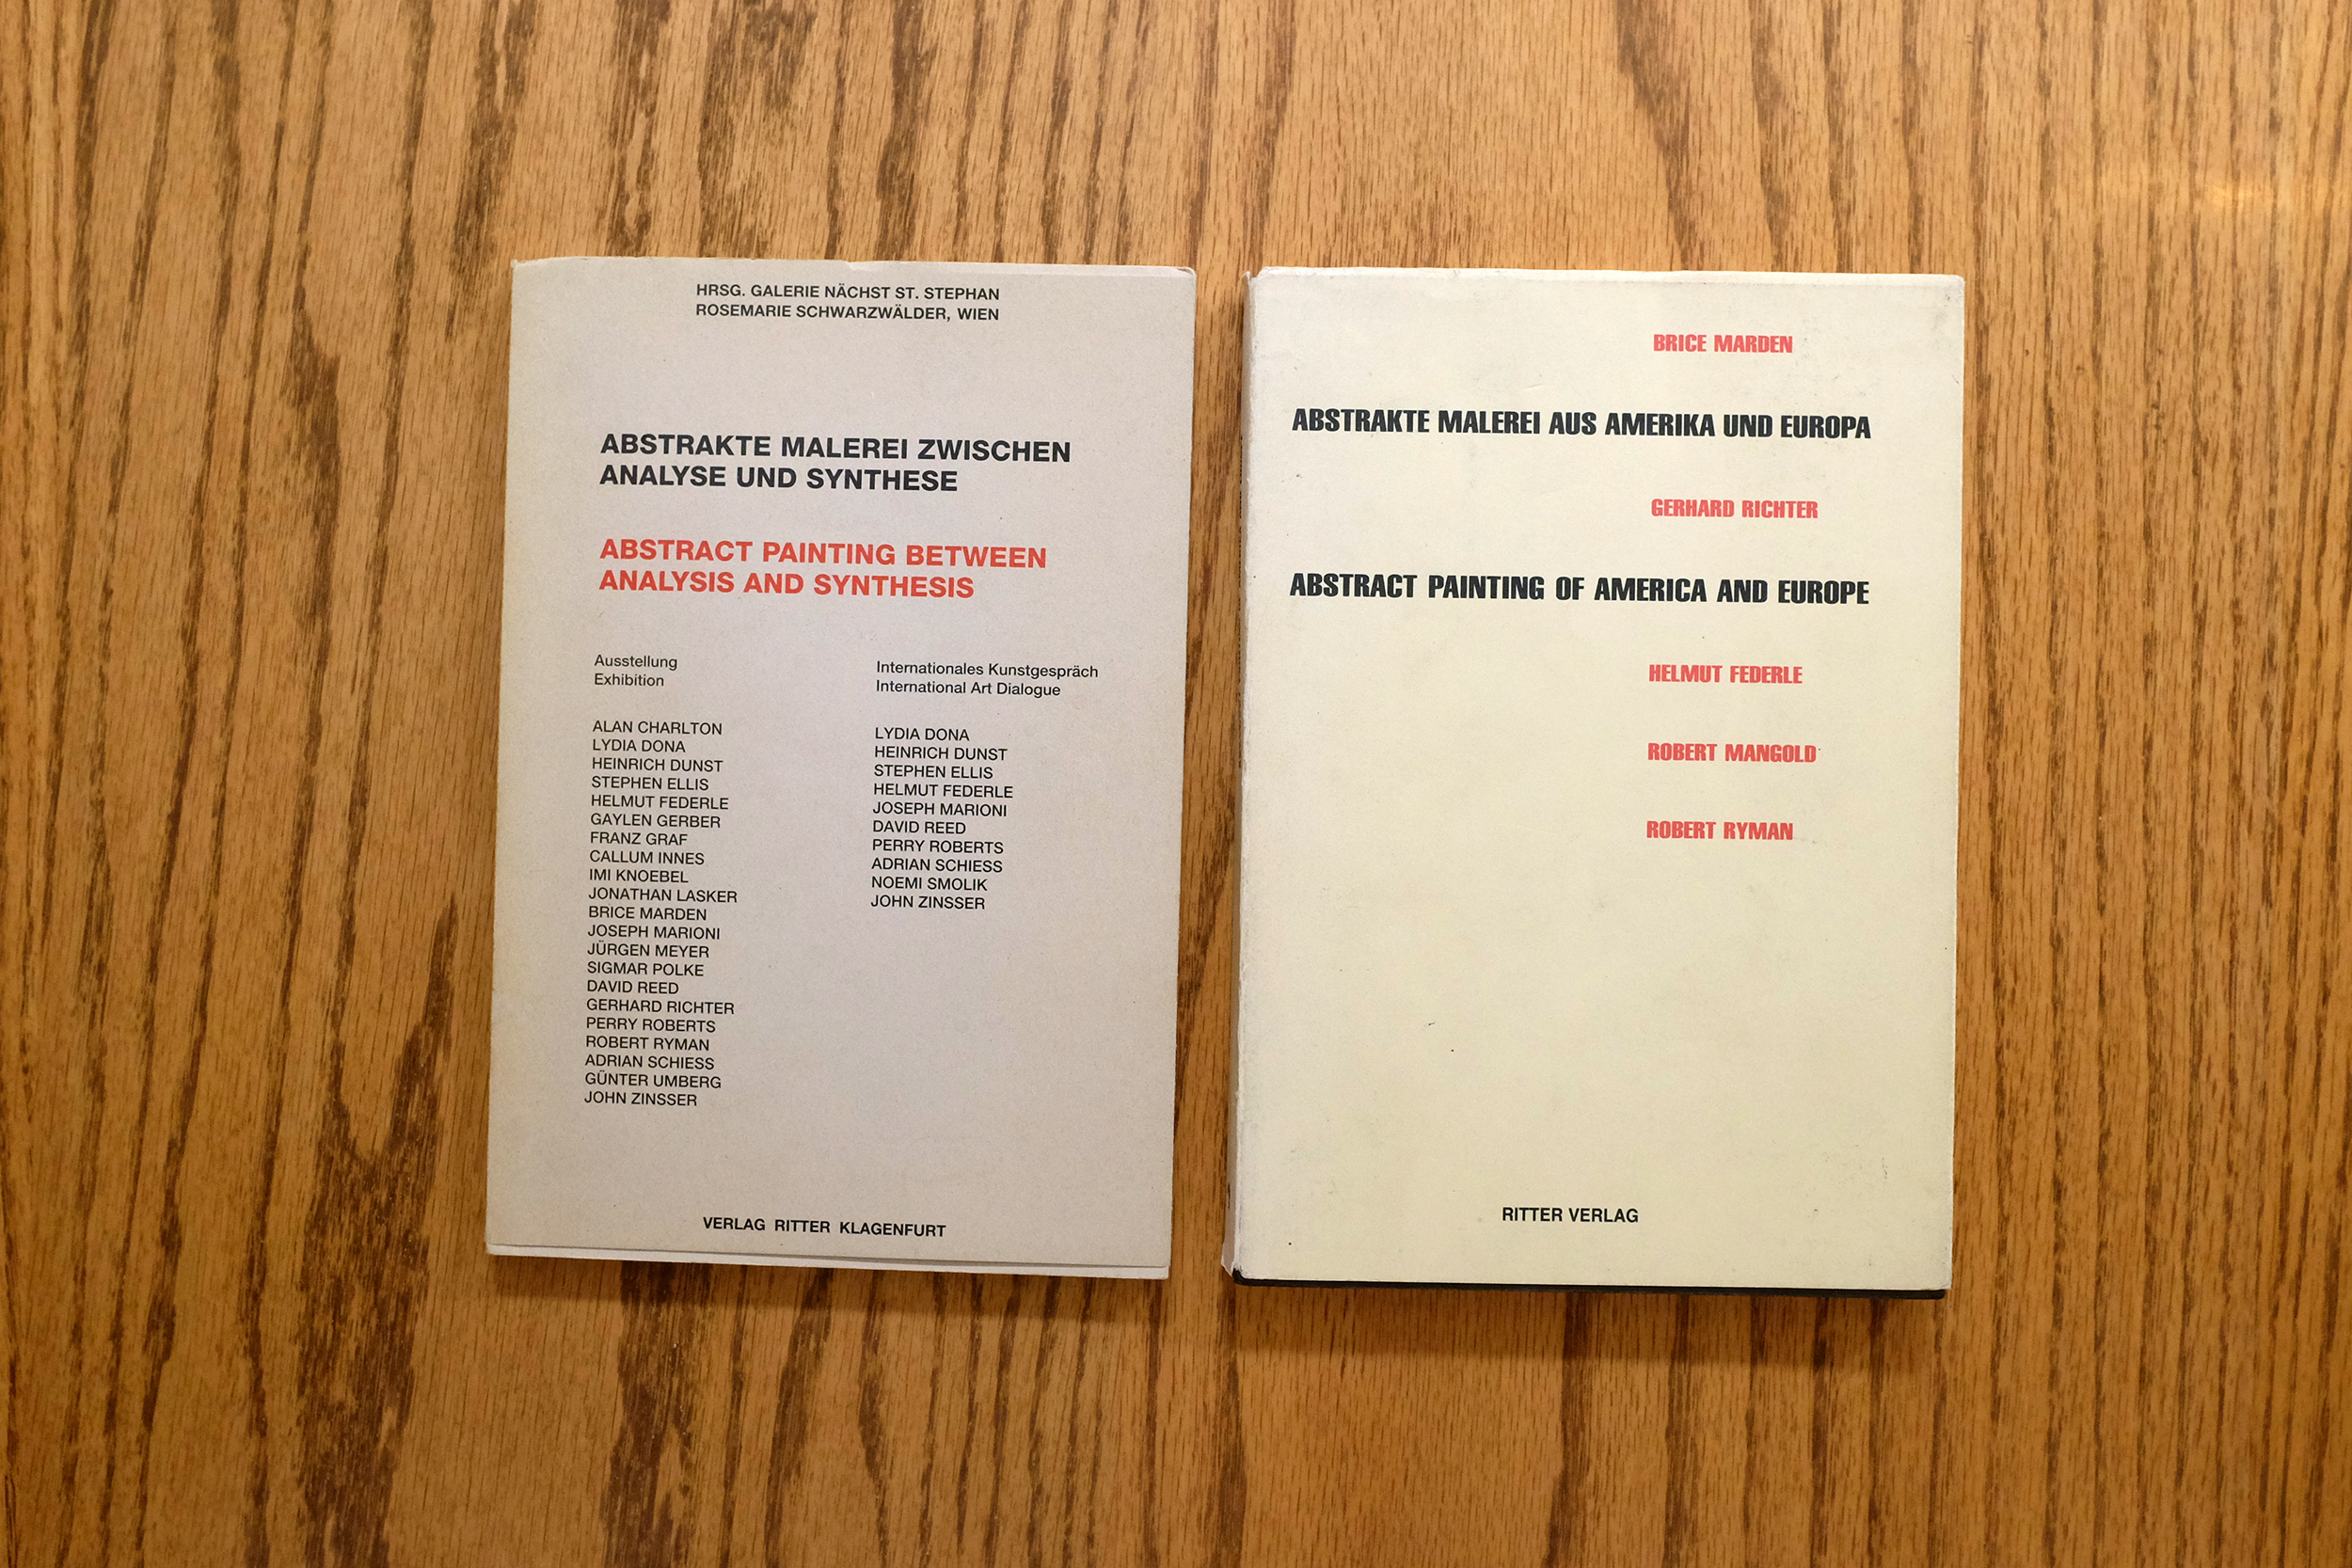 HRSG. GALERIE NÄCHST ST. STEPHAN
ROSEMARIE SCHWARZWÄLDER, WIEN
ABSTRAKTE MALEREI ZWISCHEN
ANALYSE UND SYNTHESE
ABSTRACT PAINTING BETWEEN
ANALYSIS AND SYNTHESIS
Ausstellung
Exhibition
ALAN CHARLTON
LYDIA DONA
HEINRICH DUNST
STEPHEN ELLIS
HELMUT FEDERLE
GAYLEN GERBER
FRANZ GRAF
CALLUM INNES
IMI KNOEBEL
JONATHAN LASKER
BRICE MARDEN
JOSEPH MARIONI
JÜRGEN MEYER
SIGMAR POLKE
DAVID REED
GERHARD RICHTER
PERRY ROBERTS
ROBERT RYMAN
ADRIAN SCHIESS
GÜNTER UMBERG
JOHN ZINSSER
Internationales Kunstgespräch
International Art Dialogue
LYDIA DONA
HEINRICH DUNST
STEPHEN ELLIS
HELMUT FEDERLE
JOSEPH MARIONI
DAVID REED
PERRY ROBERTS
ADRIAN SCHIESS
NOEMI SMOLIK
JOHN ZINSSER
VERLAG RITTER KLAGENFURT
BRICE MARDEN
ABSTRAKTE MALEREI AUS AMERIKA UND EUROPA
GERHARD RICHTER
ABSTRACT PAINTING OF AMERICA AND EUROPE
HELMUT FEDERLE
ROBERT MANGOLD
ROBERT RYMAN
RITTER VERLAG